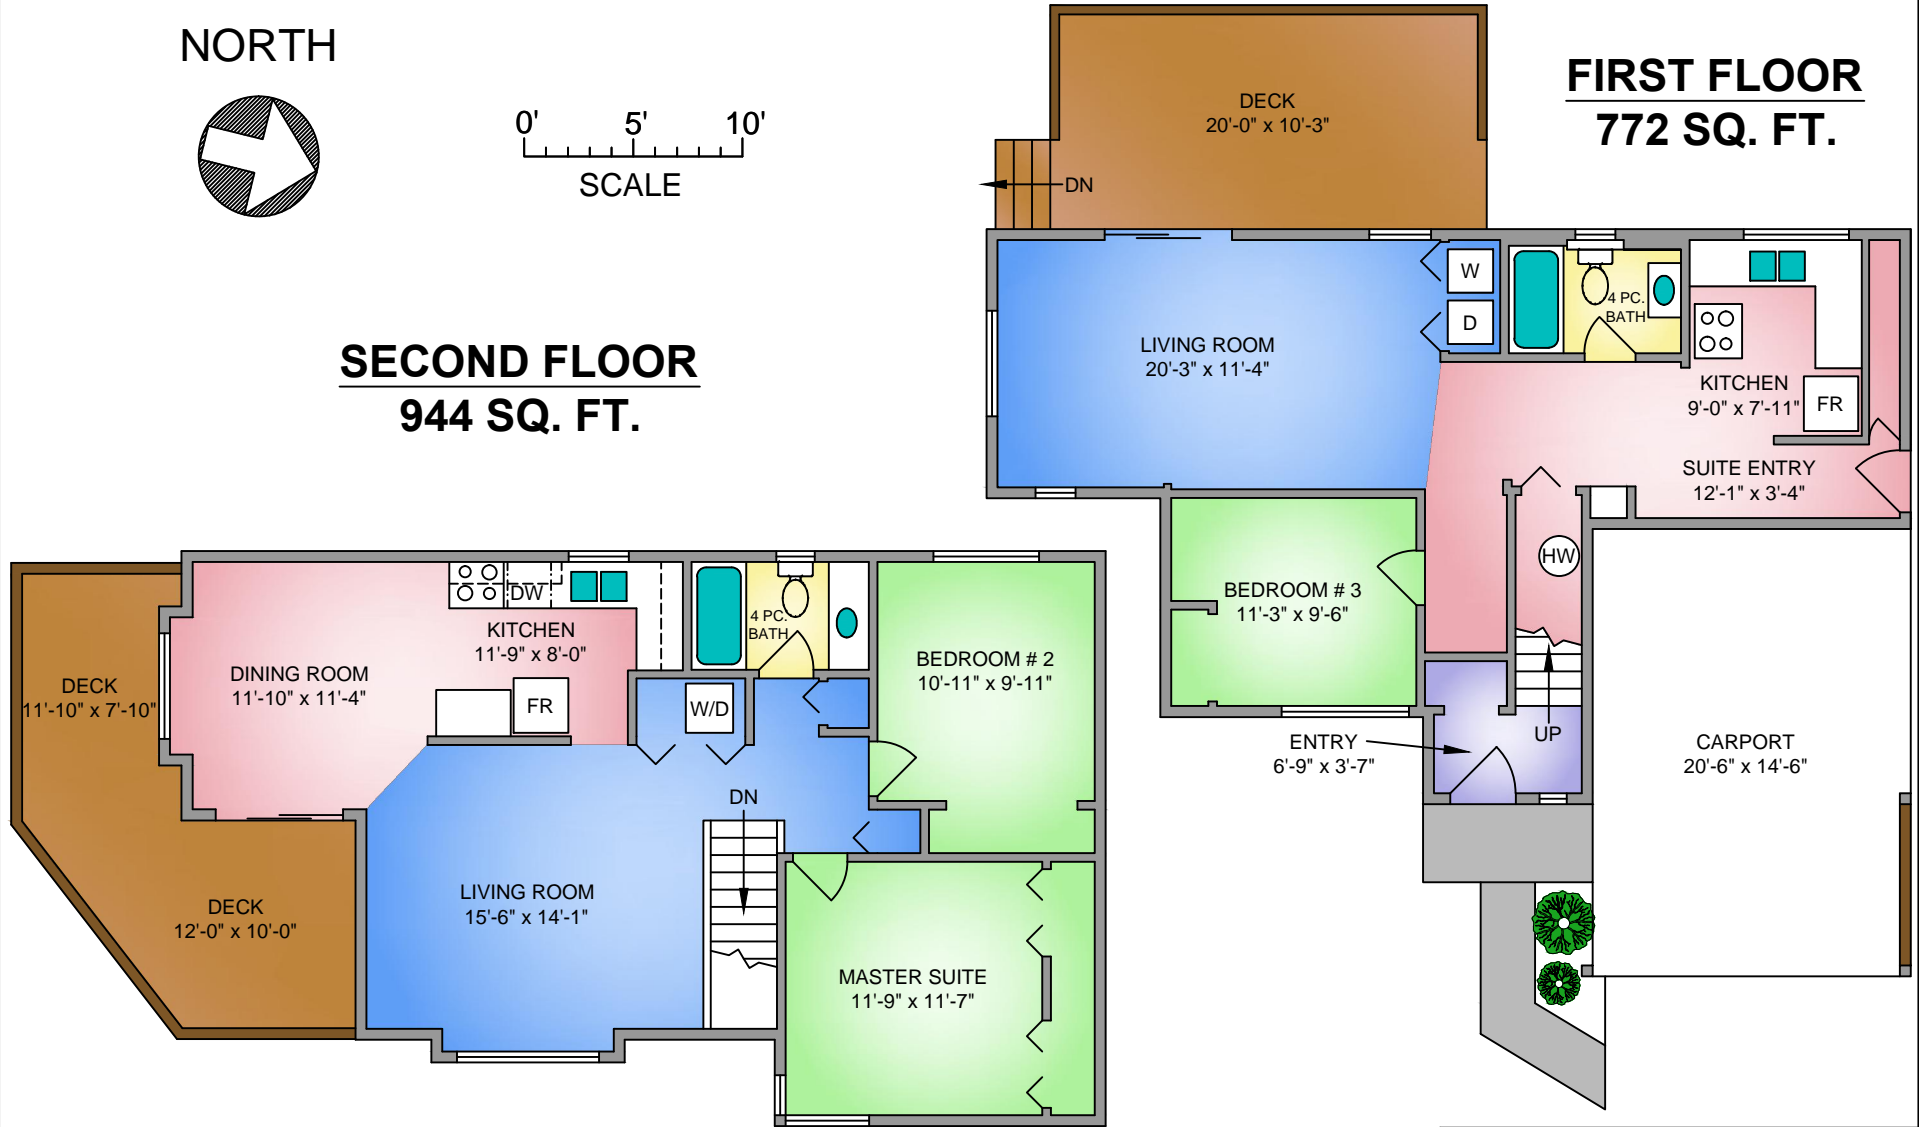 NORTH
0' 5' 10'
SCALE
FIRST FLOOR
772 SQ. FT.
DECK
20'-0" x 10'-3"
DN
W
D
4 PC.
BATH
LIVING ROOM
20'-3" x 11'-4"
KITCHEN
9'-0" x 7'-11"
FR
SUITE ENTRY
12'-1" x 3'-4"
HW
BEDROOM # 3
11'-3" x 9'-6"
UP
ENTRY
6'-9" x 3'-7"
CARPORT
20'-6" x 14'-6"
SECOND FLOOR
944 SQ. FT.
DW
KITCHEN
11'-9" x 8'-0"
4 PC.
BATH
DINING ROOM
11'-10" x 11'-4"
DECK
11'-10" x 7'-10"
FR
W/D
BEDROOM # 2
10'-11" x 9'-11"
DN
LIVING ROOM
15'-6" x 14'-1"
DECK
12'-0" x 10'-0"
MASTER SUITE
11'-9" x 11'-7"